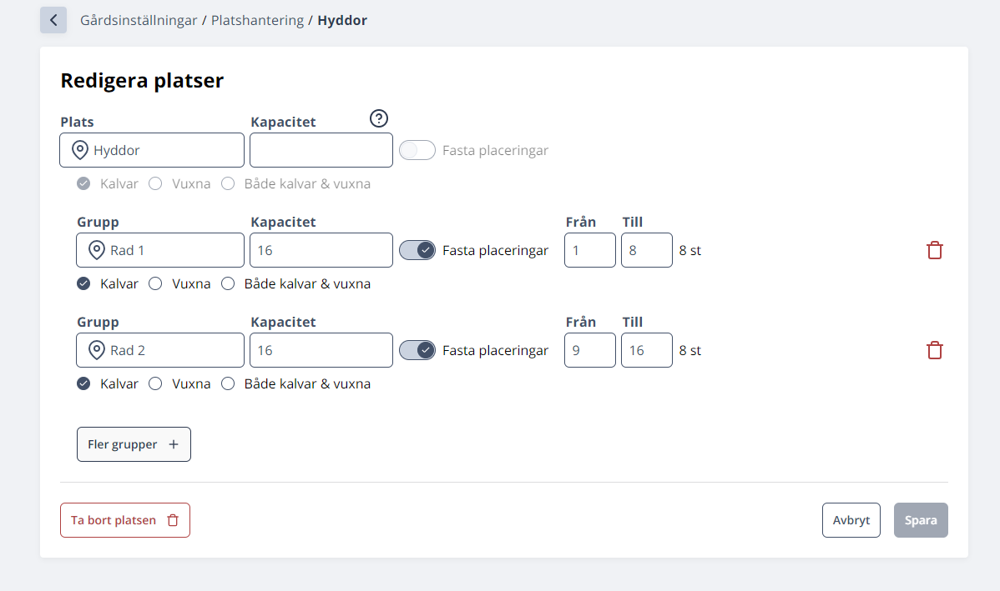 Gårdsinställningar / Platshantering / Hyddor
Redigera platser
Plats Kapacitet ?
Hyddor Fasta placeringar
Kalvar Vuxna Både kalvar & vuxna
Grupp Kapacitet Från Till
Rad 1 16 Fasta placeringar 1 8 8 st
Kalvar Vuxna Både kalvar & vuxna
Grupp Kapacitet Från Till
Rad 2 16 Fasta placeringar 9 16 8 st
Kalvar Vuxna Både kalvar & vuxna
Fler grupper +
Ta bort platsen Avbryt Spara